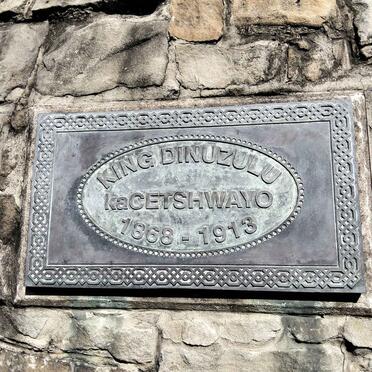 KING DINUZULU
kaCETSHWAYO
1868 - 1913